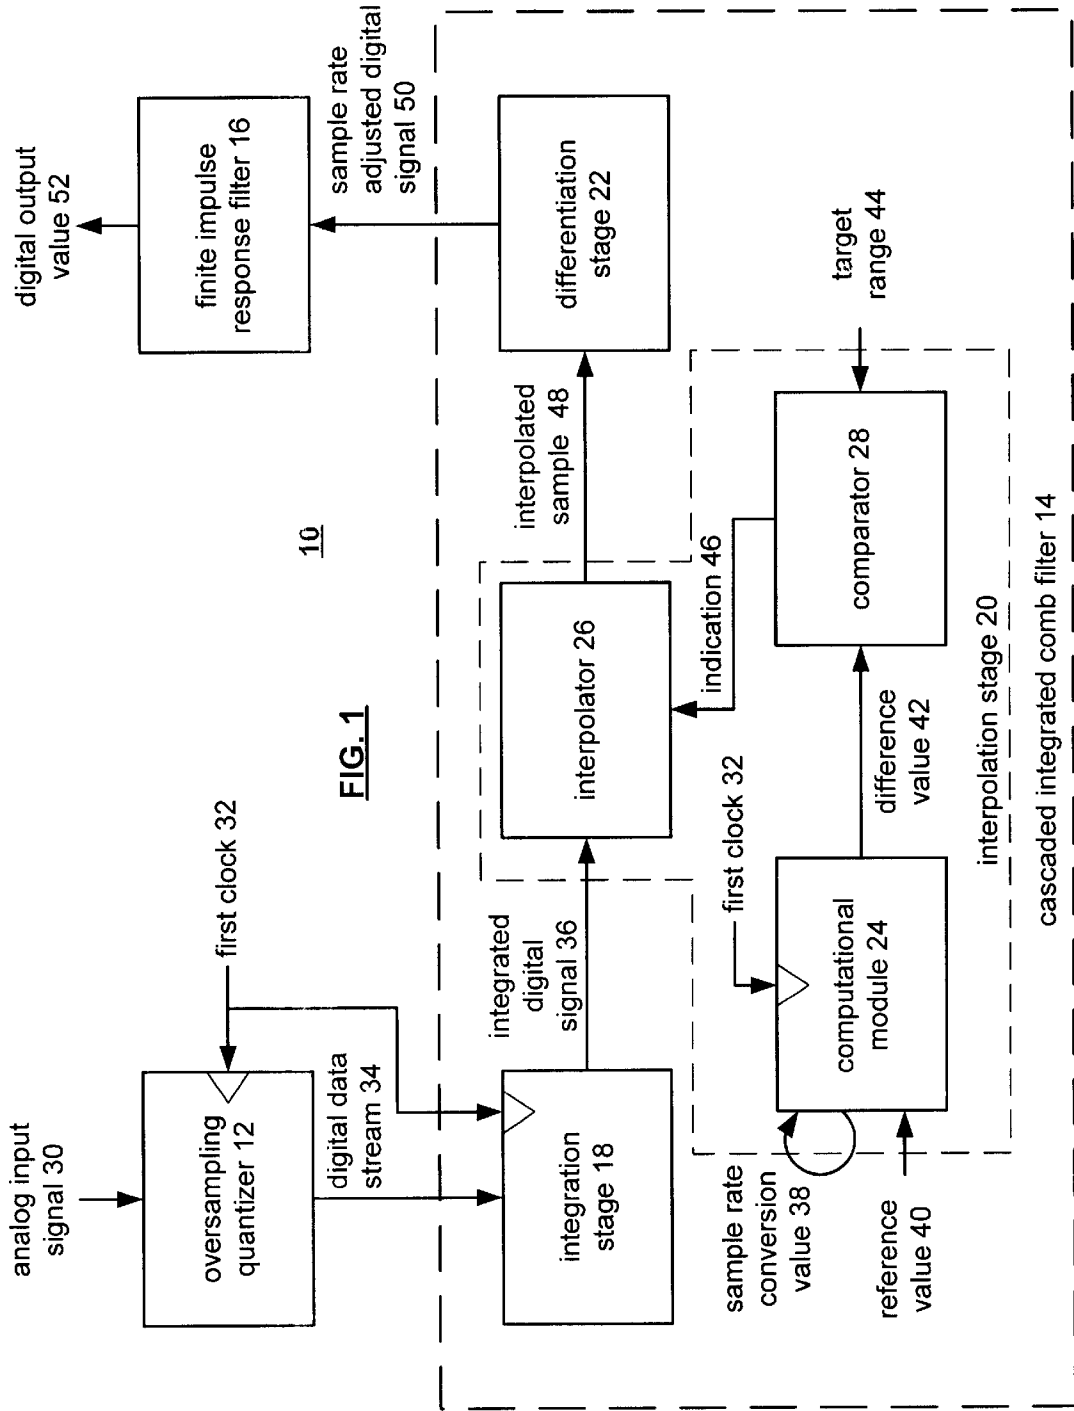 analog input
signal 30
oversampling
quantizer 12
first clock 32
digital data
stream 34
digital output
value 52
finite impulse
response filter 16
sample rate
adjusted digital
signal 50
10
FIG. 1
integration
stage 18
integrated
digital
signal 36
interpolator 26
interpolated
sample 48
differentiation
stage 22
indication 46
first clock 32
sample rate
conversion
value 38
reference
value 40
computational
module 24
difference
value 42
comparator 28
target
range 44
interpolation stage 20
cascaded integrated comb filter 14